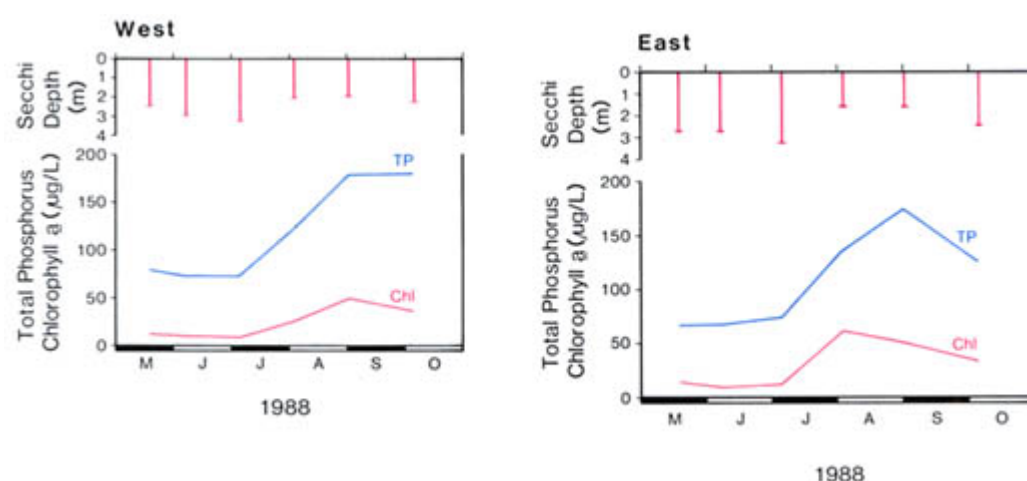 West
Secchi
Depth
(m)
0
1
2
3
4
Total Phosphorus
Chlorophyll a (µg/L)
200
150
100
50
0
TP
Chl
M J J A S O
1988
East
Secchi
Depth
(m)
0
1
2
3
4
Total Phosphorus
Chlorophyll a (µg/L)
200
150
100
50
0
TP
Chl
M J J A S O
1988